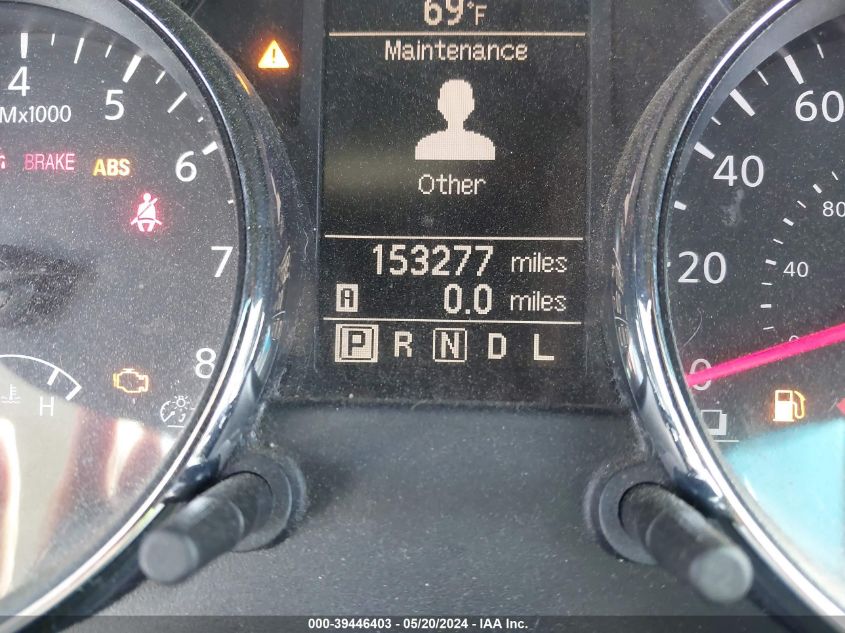 69°F
Maintenance
Other
153277 miles
A 0.0 miles
P R N D L
4
5
6
7
8
Mx1000
BRAKE
ABS
H
60
40
20
0
80
40
000-39446403 / 05/20/2024 - IAA Inc.